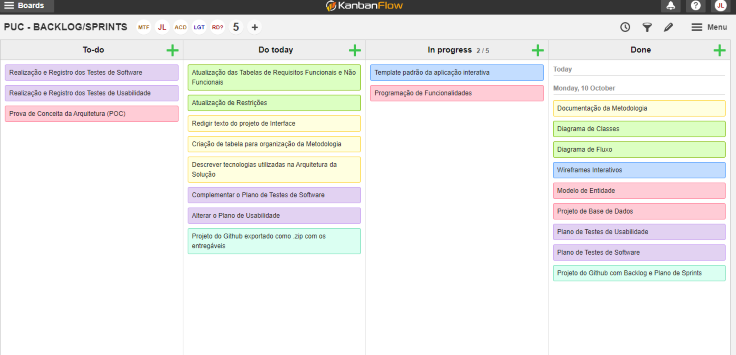 Boards
KanbanFlow
JL
PUC - BACKLOG/SPRINTS
MTF
JL
ACO
LGT
RD?
5
Menu
To-do
Realização e Registro dos Testes de Software
Realização e Registro dos Testes de Usabilidade
Prova de Conceita da Arquitetura (POC)
Do today
Atualização das Tabelas de Requisitos Funcionais e Não
Funcionais
Atualização de Restrições
Redigir texto do projeto de Interface
Criação de tabela para organização da Metodologia
Descrever tecnologias utilizadas na Arquitetura da
Solução
Complementar o Plano de Testes de Software
Alterar o Plano de Usabilidade
Projeto do Github exportado como .zip com os
entregáveis
In progress 2 / 5
Template padrão da aplicação interativa
Programação de Funcionalidades
Done
Today
Monday, 10 October
Documentação da Metodologia
Diagrama de Classes
Diagrama de Fluxo
Wireframes Interativos
Modelo de Entidade
Projeto de Base de Dados
Plano de Testes de Usabilidade
Plano de Testes de Software
Projeto do Github com Backlog e Plano de Sprints